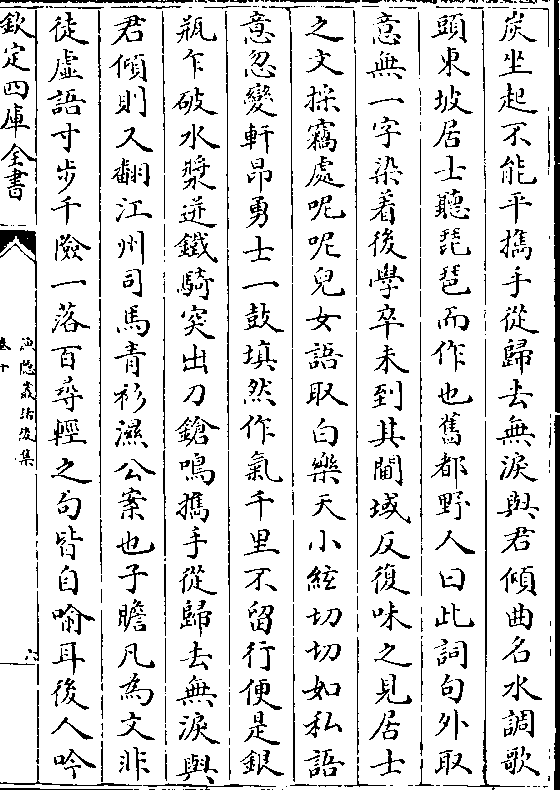 炭坐起不能平攜手從歸去無淚與君傾曲名水調歌
頭東坡居士聽琵琶而作也舊都野人曰此詞句外取
意無一字染着後學卒未到其閫域反復味之見居士
之文採竊處呢呢兒女語取白樂天小絃切切如私語
意忽變軒昂勇士一鼓填然作氣千里不留行便是銀
瓶乍破水漿迸鐵騎突出刀鎗鳴攜手從歸去無淚與
君傾則又翻江州司馬青衫濕公案也子瞻凡為文非
徒虛語寸步千險一落百尋輕之句皆自喻耳後人吟
欽定四庫全書
漁隱叢話後集
卷十
六